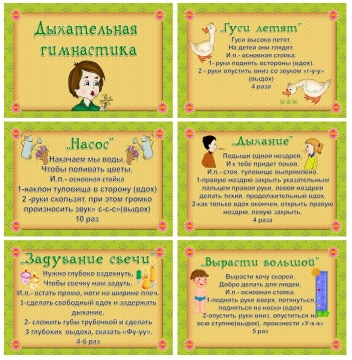 Дыхательная
гимнастика
„Гуси летят"
Гуси высоко летят.
На детей они глядят.
И.п.- основная стойка.
1- руки поднять встороны (вдох).
2 - руки опустить вниз со звуком «г-у-у»
(выдох)
4 раза
„Насос"
Накачаем мы воды,
Чтобы поливать цветы.
И.п.- основная стойка
1-наклон туловища в сторону (вдох)
2 -руки скользят, при этом громко
произносить звук» с-с-с»(выдох)
10 раз
„Дыхание"
Подыши одной ноздрей,
И к тебе придет покой.
И.п.- стоя, туловище выпрямлено.
1-правую ноздрю закрыть указательным
пальцем правой руки, левой ноздрей
делать тихий, продолжительный вдох.
2-как только вдох окончен, открыть правую
ноздрю, левую закрыть.
4 раза
„Задувание свечи"
Нужно глубоко вздохнуть,
Чтобы свечку нам задуть.
И.п.- встать прямо, ноги на ширине плеч.
1-сделать свободный вдох и задержать
дыхание.
2- сложить губы трубочкой и сделать
3 глубоких выдоха, сказать «Фу-фу».
4-6 раз
„Вырасти большой"
Вырасти хочу скорей,
Добро делать для людей.
И.п. - основная стойка.
1-поднять руки вверх, потянуться,
подняться на носки (вдох)
2-опустить руки вниз, опуститься на
всю ступню(выдох). произнести «У-х-х»
5 раз